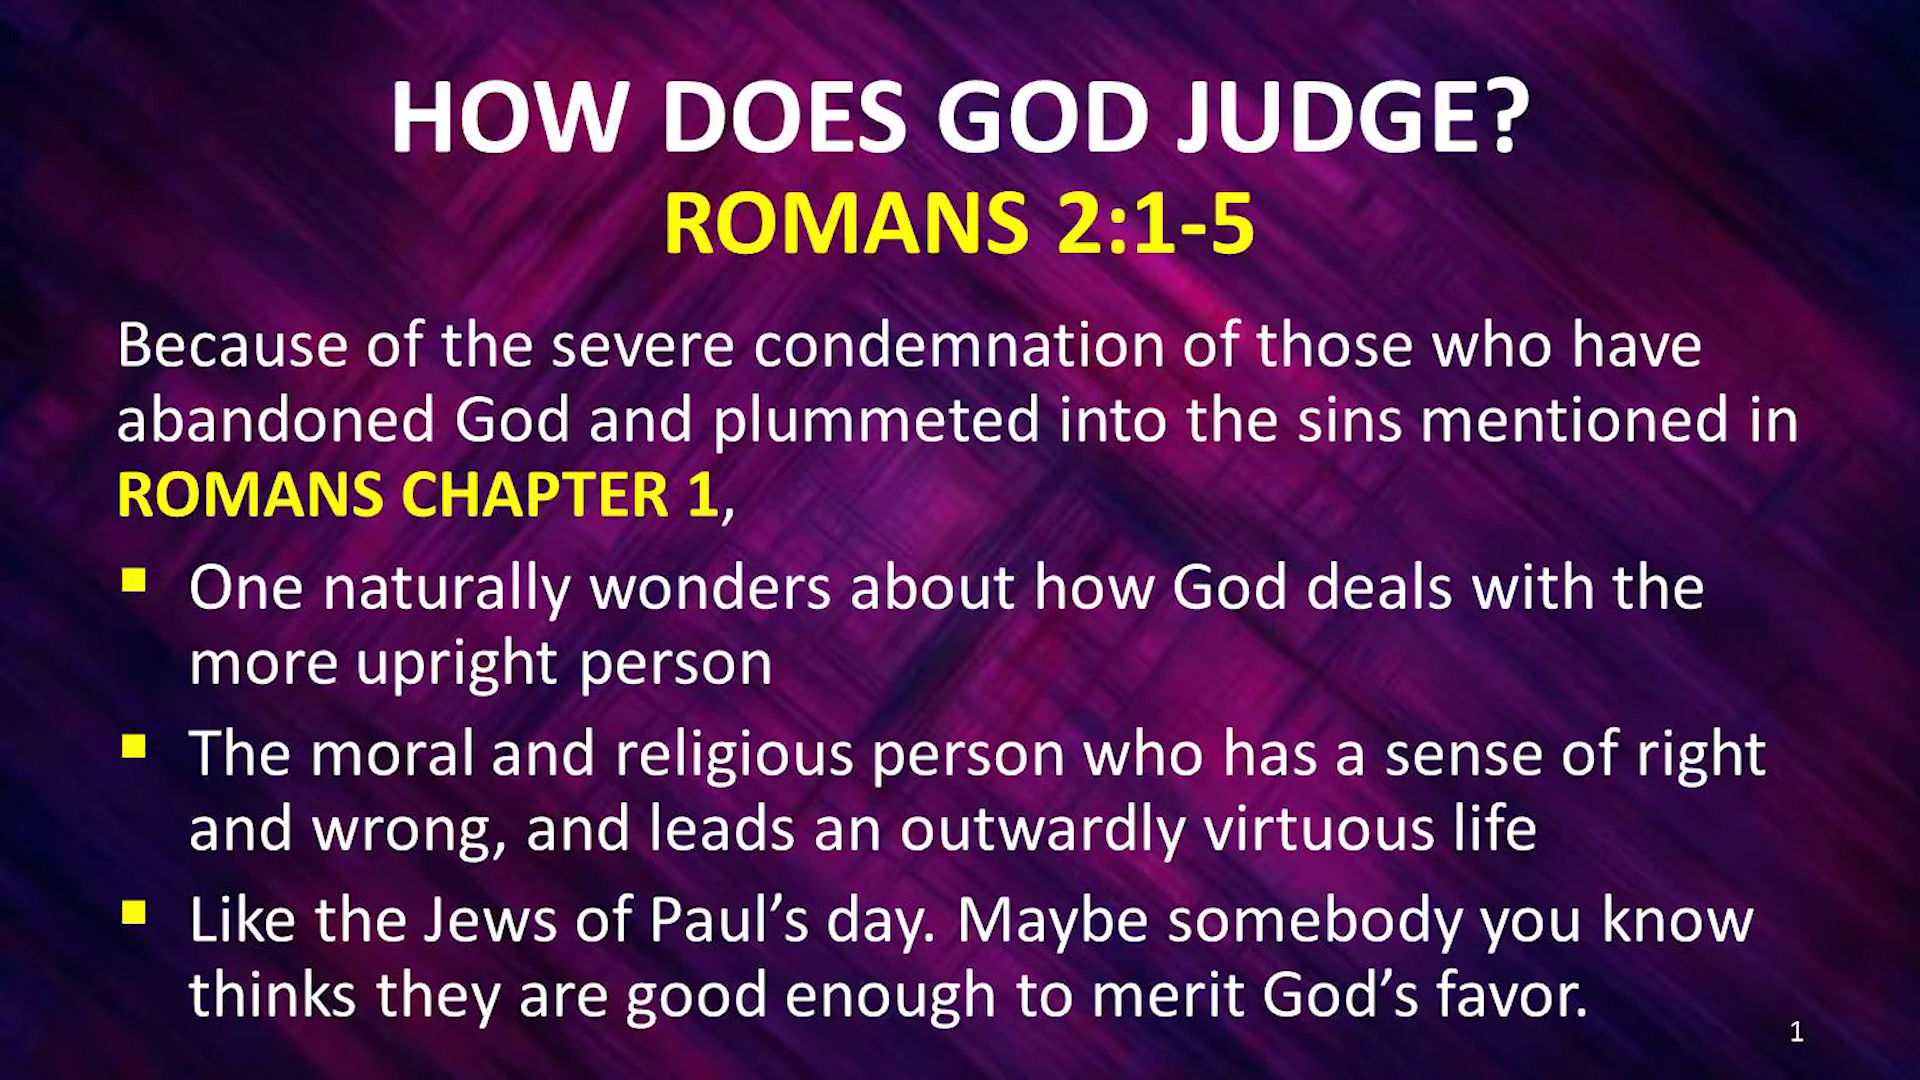 HOW DOES GOD JUDGE?
ROMANS 2:1-5
Because of the severe condemnation of those who have
abandoned God and plummeted into the sins mentioned in
ROMANS CHAPTER 1,
▪ One naturally wonders about how God deals with the
more upright person
▪ The moral and religious person who has a sense of right
and wrong, and leads an outwardly virtuous life
▪ Like the Jews of Paul’s day. Maybe somebody you know
thinks they are good enough to merit God’s favor.
1